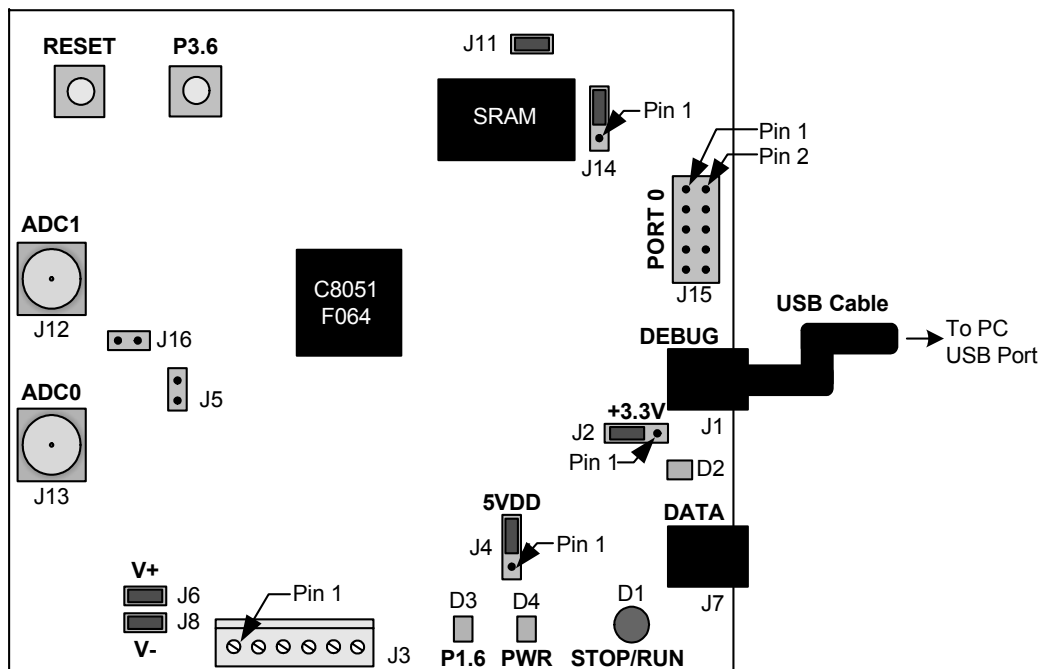 RESET
P3.6
J11
SRAM
Pin 1
J14
Pin 1
Pin 2
PORT 0
J15
ADC1
J12
C8051
F064
J16
J5
USB Cable
To PC
USB Port
DEBUG
J1
ADC0
J13
+3.3V
J2
Pin 1
D2
5VDD
J4
Pin 1
DATA
J7
V+
J6
J8
V-
Pin 1
J3
D3
P1.6
D4
PWR
D1
STOP/RUN